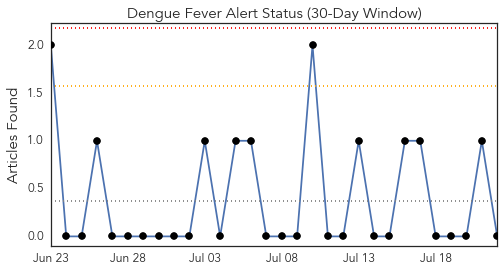 Dengue Fever Alert Status (30-Day Window)
Articles Found
2.0
1.5
1.0
0.5
0.0
Jun 23 Jun 28 Jul 03 Jul 08 Jul 13 Jul 18